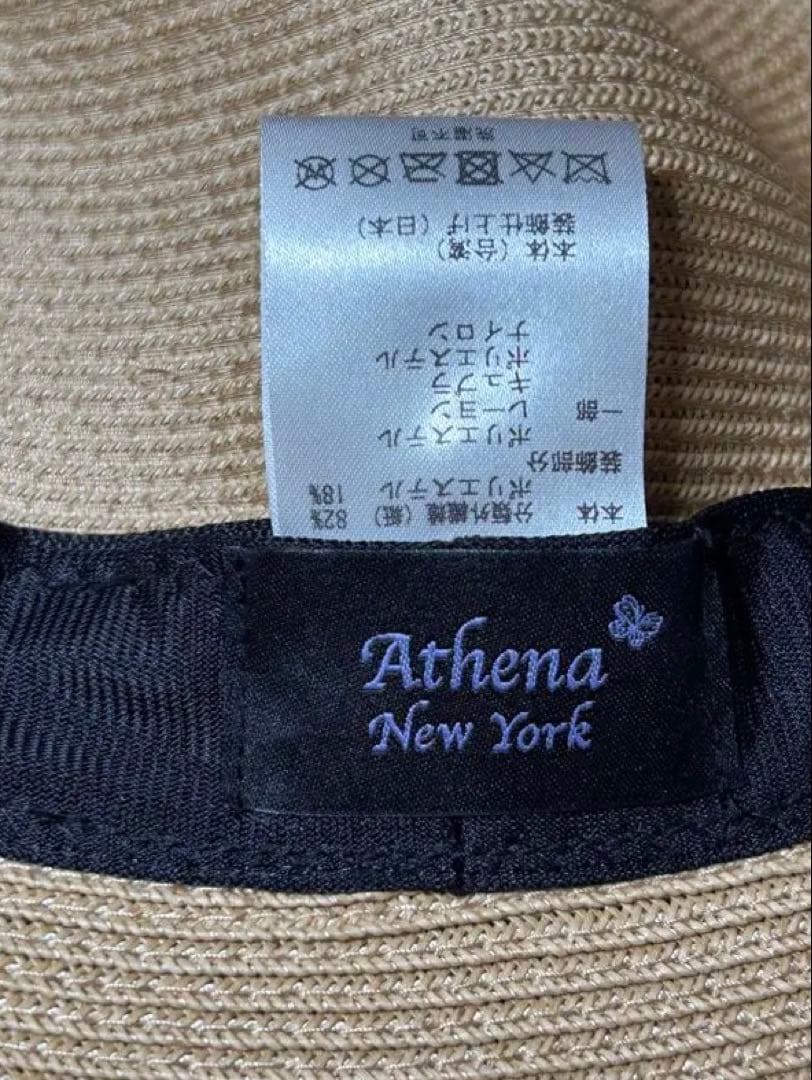 本体 分類外繊維（紙） 82%
ポリエステル 18%
装飾部分
ポリエステル
一部 レーヨン
キュプラ
ポリエステル
ナイロン
本体（台湾）
装飾仕上げ（日本）
洗濯不可
Athena
New York